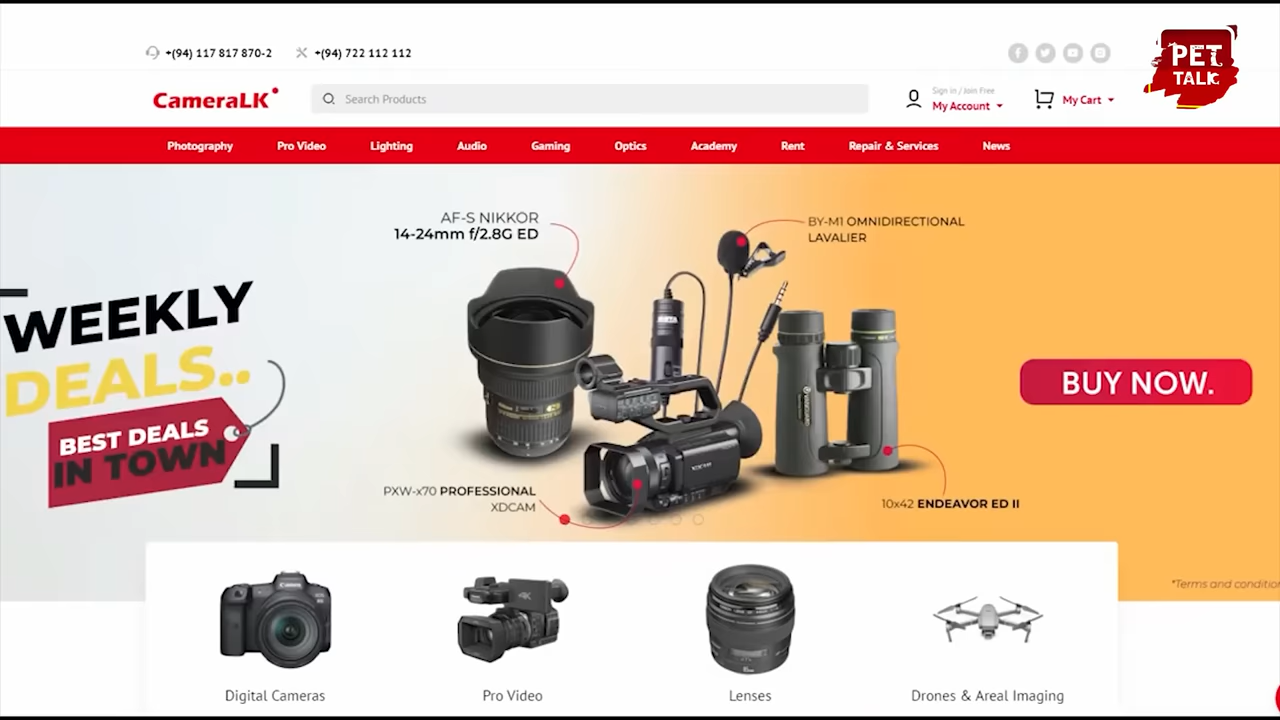 +(94) 117 817 870-2
+(94) 722 112 112
PET
TALK
CameraLK
Search Products
Sign in / Join Free
My Account
My Cart
Photography
Pro Video
Lighting
Audio
Gaming
Optics
Academy
Rent
Repair & Services
News
AF-S NIKKOR
14-24mm f/2.8G ED
BY-M1 OMNIDIRECTIONAL
LAVALIER
WEEKLY
DEALS..
BEST DEALS
IN TOWN
BUY NOW.
PXW-x70 PROFESSIONAL
XDCAM
10x42 ENDEAVOR ED II
*Terms and condition
Canon
4K
Digital Cameras
Pro Video
Lenses
Drones & Areal Imaging